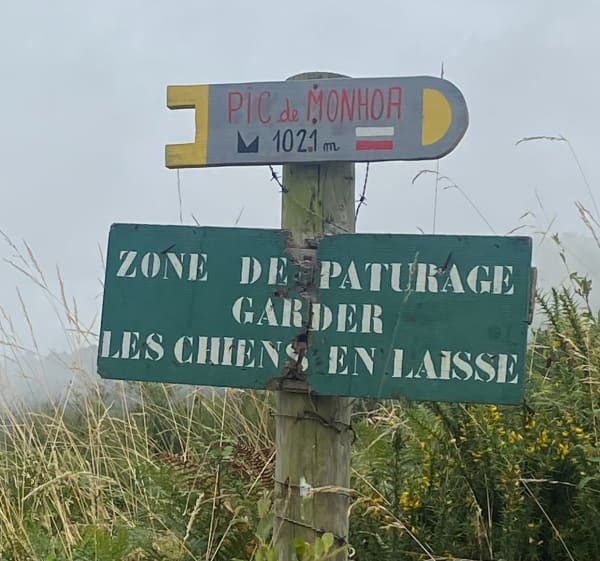 PIC de MONHOA
1021 m
ZONE DE PATURAGE
GARDER
LES CHIENS EN LAISSE